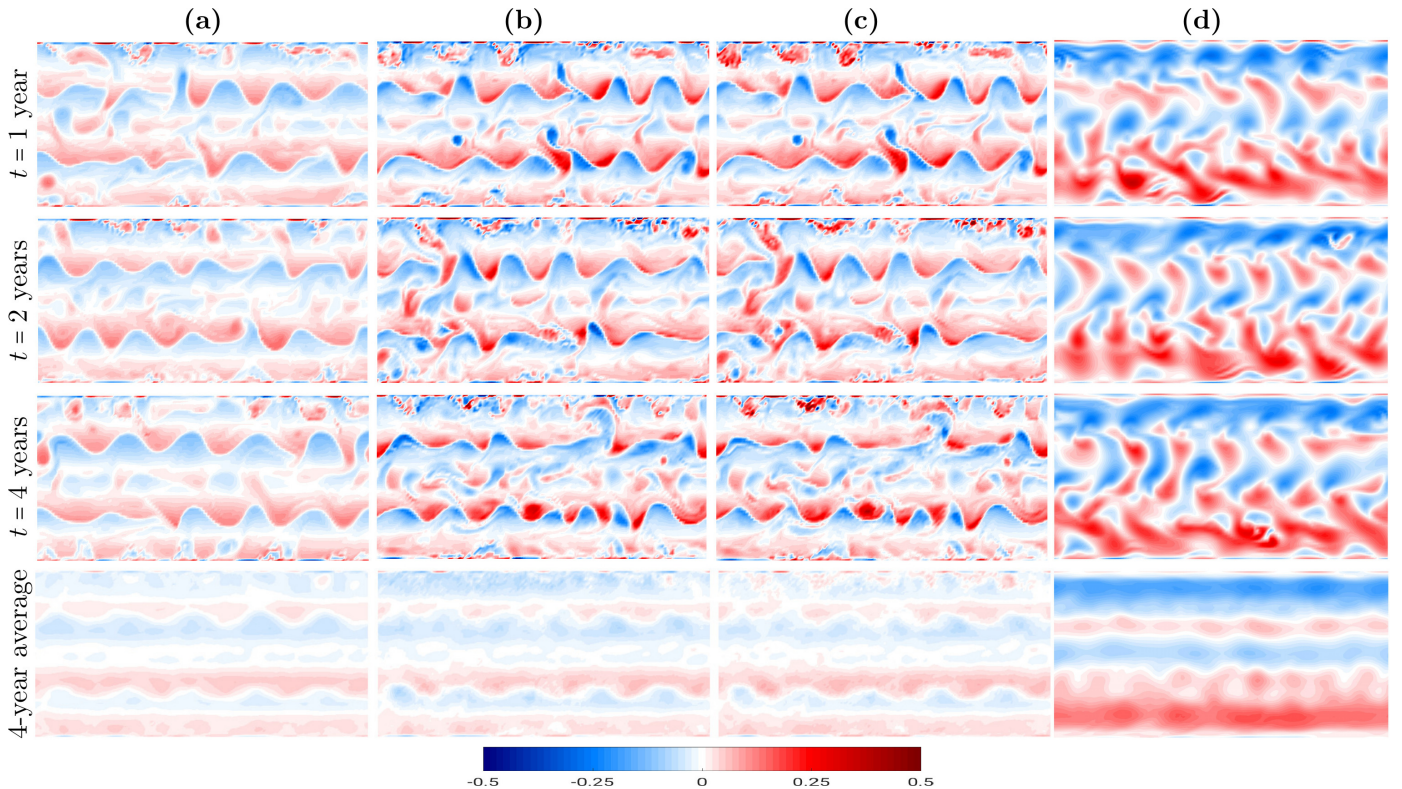 (a) (b) (c) (d)
t = 1 year
t = 2 years
t = 4 years
4-year average
-0.5 -0.25 0 0.25 0.5